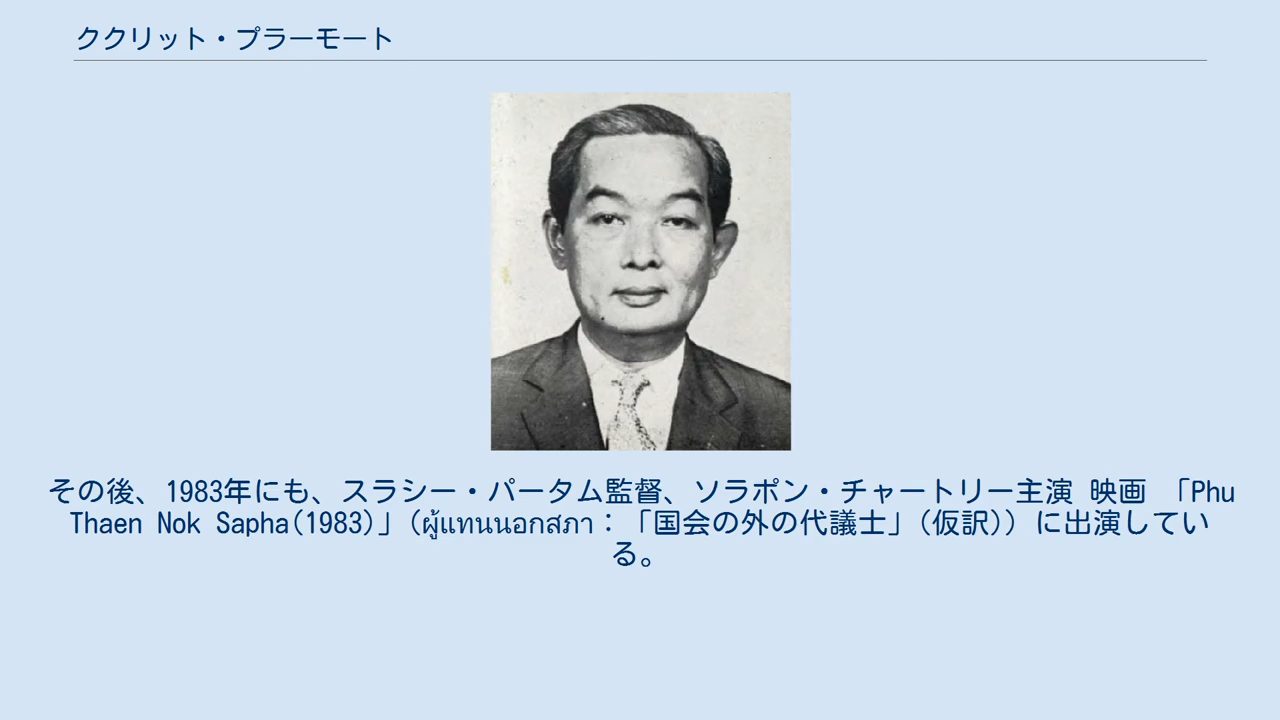 ククリット・プラーモート
その後、1983年にも、スラシー・パータム監督、ソラポン・チャートリー主演 映画 「Phu
Thaen Nok Sapha(1983)」（ผู้แทนนอกสภา：「国会の外の代議士」（仮訳））に出演してい
る。